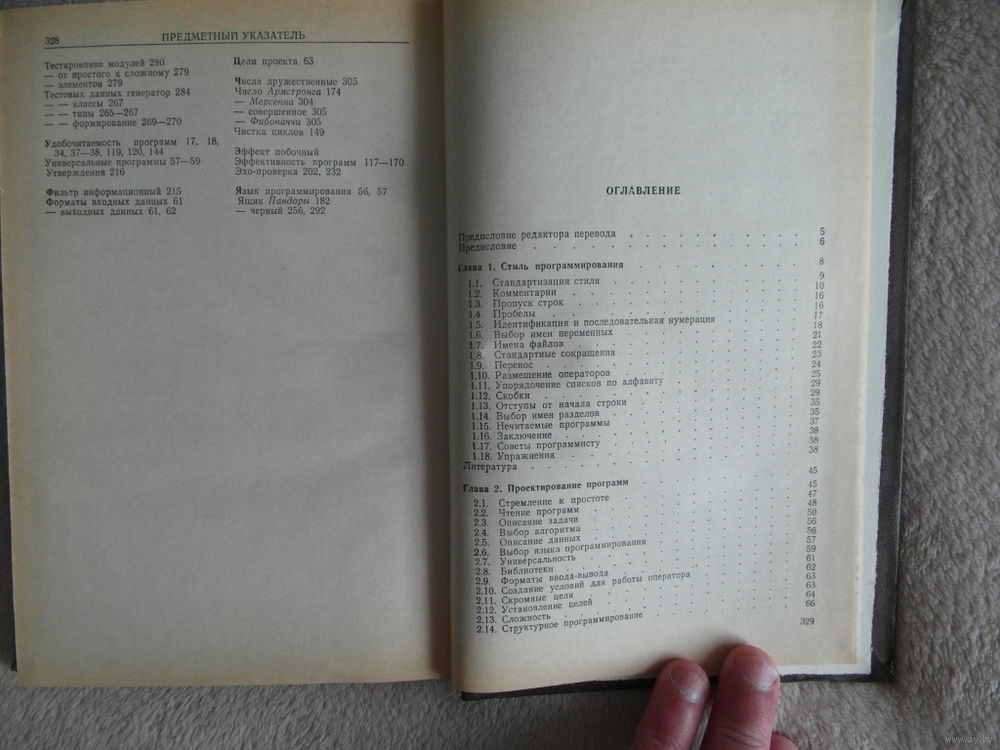 328
ПРЕДМЕТНЫЙ УКАЗАТЕЛЬ
Тестирование модулей 280
— от простого к сложному 279
— элементов 279
Тестовых данных генератор 284
— — классы 267
— — типы 265—267
— — формирование 269—270
Удобочитаемость программ 17, 18,
34, 37—38, 119, 120, 144
Универсальные программы 57—59
Утверждения 216
Фильтр информационный 215
Форматы входных данных 61
— выходных данных 61, 62
Цели проекта 63
Числа дружественные 305
Число Армстронга 174
— Мерсенна 304
— совершенное 305
— Фибоначчи 305
Чистка циклов 149
Эффект побочный
Эффективность программ 117—170
Эхо-проверка 202, 232
Язык программирования 56, 57
Ящик Пандоры 182
— черный 256, 292
ОГЛАВЛЕНИЕ
Предисловие редактора перевода 5
Предисловие 6
Глава 1. Стиль программирования 8
1.1. Стандартизация стиля 9
1.2. Комментарии 10
1.3. Пропуск строк 16
1.4. Пробелы 16
1.5. Идентификация и последовательная нумерация 17
1.6. Выбор имен переменных 18
1.7. Имена файлов 21
1.8. Стандартные сокращения 22
1.9. Перенос 23
1.10. Размещение операторов 24
1.11. Упорядочение списков по алфавиту 25
1.12. Скобки 29
1.13. Отступы от начала строки 29
1.14. Выбор имен разделов 35
1.15. Нечитаемые программы 35
1.16. Заключение 37
1.17. Советы программисту 38
1.18. Упражнения 38
Литература 38
Глава 2. Проектирование программ 45
2.1. Стремление к простоте 45
2.2. Чтение программ 47
2.3. Описание задачи 48
2.4. Выбор алгоритма 50
2.5. Описание данных 56
2.6. Выбор языка программирования 56
2.7. Универсальность 57
2.8. Библиотеки 59
2.9. Форматы ввода-вывода 61
2.10. Создание условий для работы оператора 62
2.11. Скромные цели 63
2.12. Установление целей 63
2.13. Сложность 64
2.14. Структурное программирование 66
329
www.ay.by